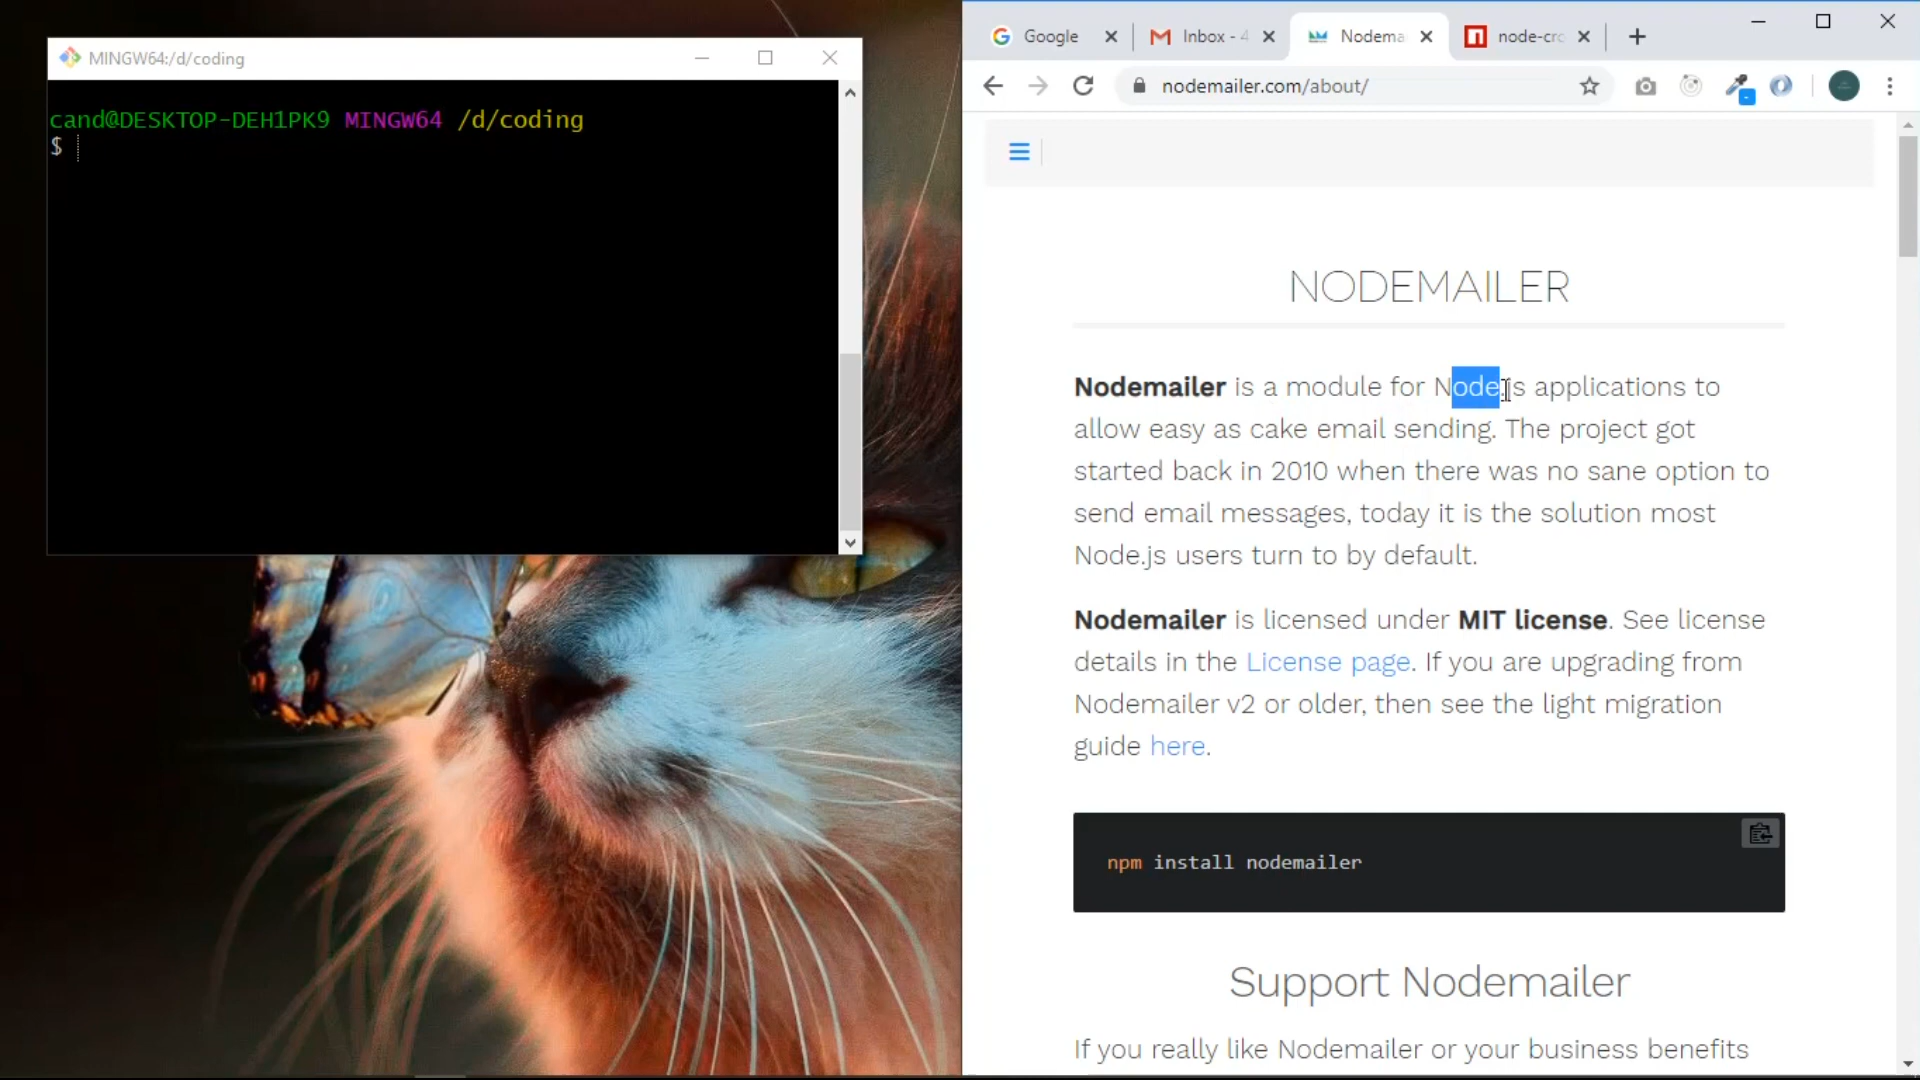 MINGW64:/d/coding
cand@DESKTOP-DEH1PK9 MINGW64 /d/coding
$
Google
Inbox - 4
Nodema
node-cro
nodemailer.com/about/
NODEMAILER
Nodemailer is a module for Node.js applications to
allow easy as cake email sending. The project got
started back in 2010 when there was no sane option to
send email messages, today it is the solution most
Node.js users turn to by default.
Nodemailer is licensed under MIT license. See license
details in the License page. If you are upgrading from
Nodemailer v2 or older, then see the light migration
guide here.
npm install nodemailer
Support Nodemailer
If you really like Nodemailer or your business benefits